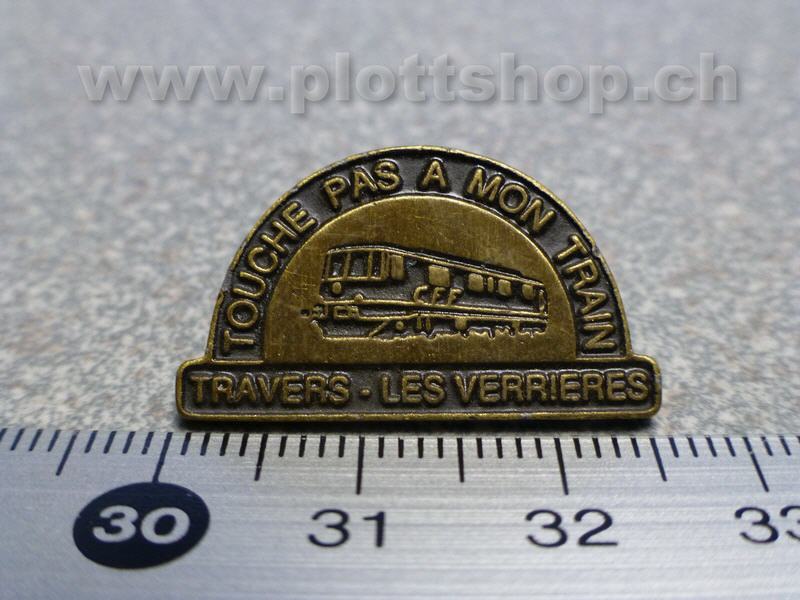 www.plottshop.ch
TOUCHE PAS A MON TRAIN
CFF
TRAVERS - LES VERRIERES
30 31 32 33